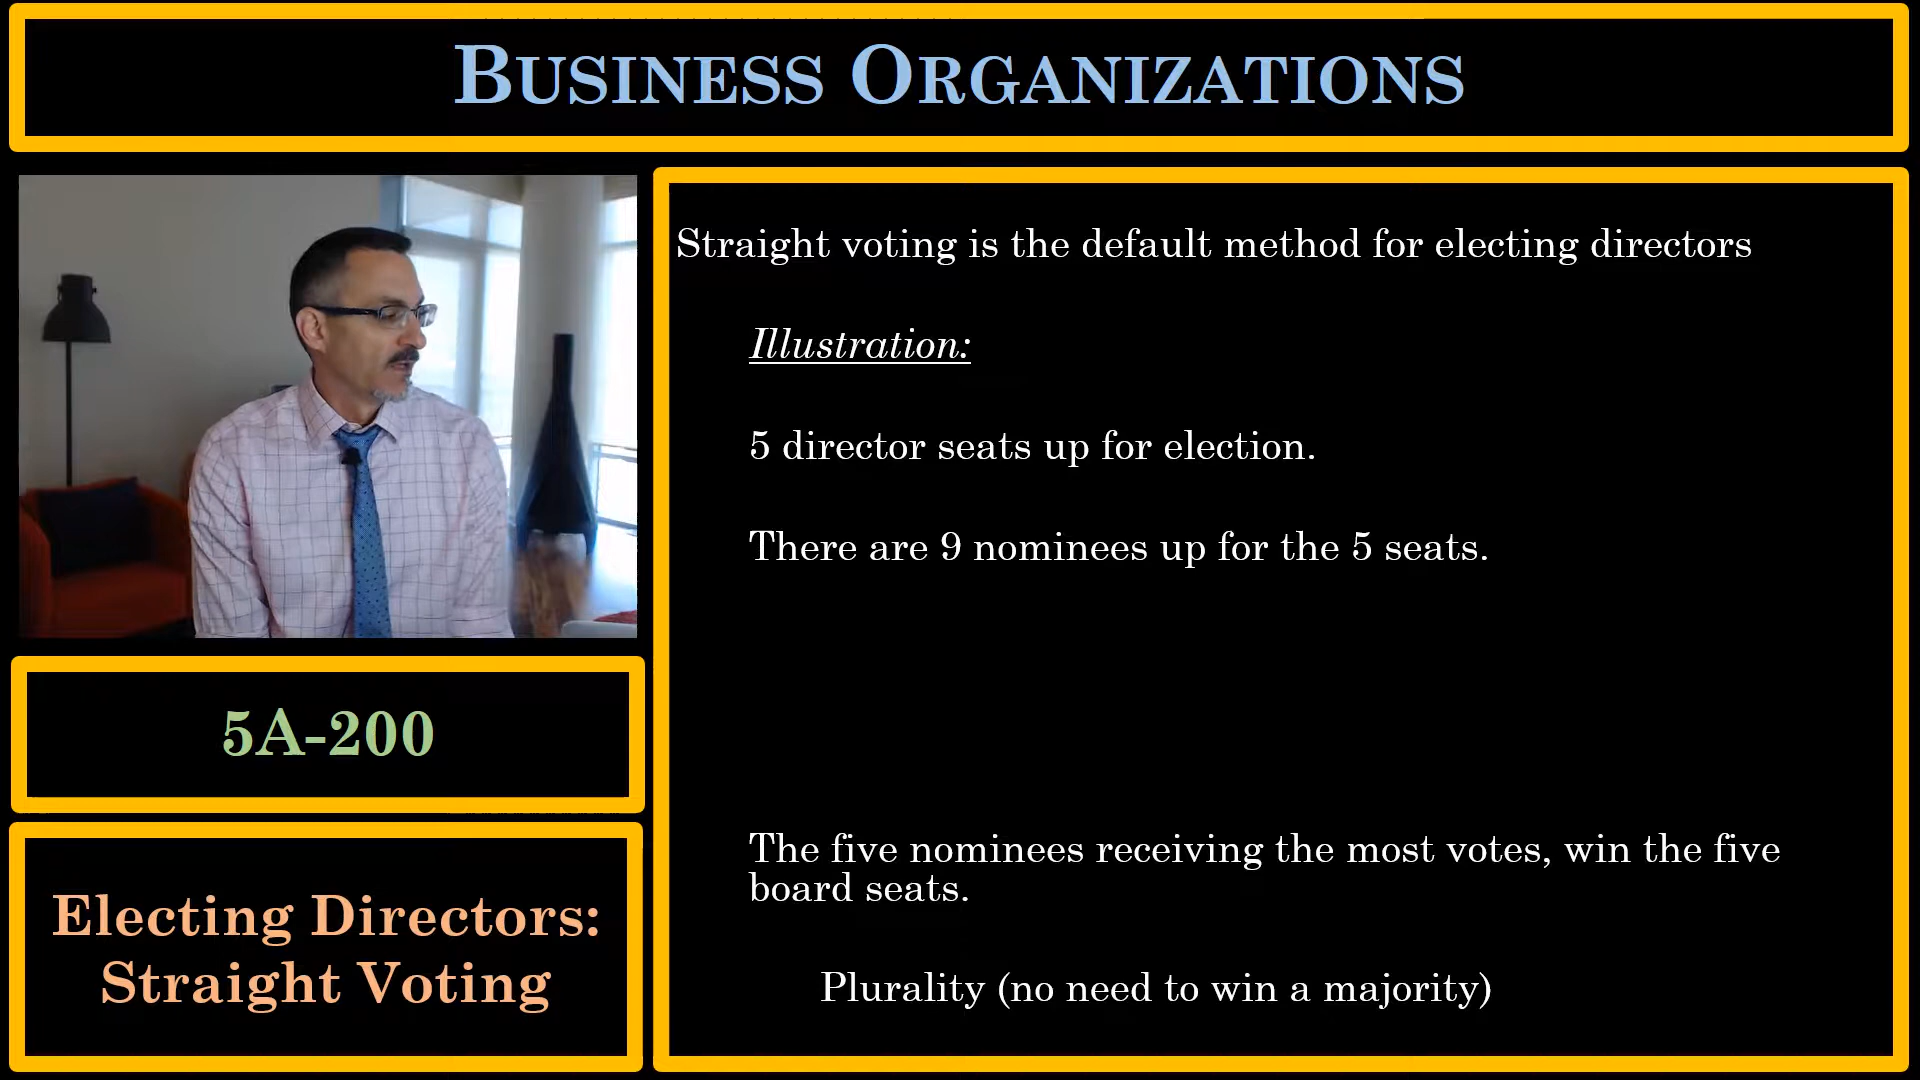 BUSINESS ORGANIZATIONS
Straight voting is the default method for electing directors
Illustration:
5 director seats up for election.
There are 9 nominees up for the 5 seats.
The five nominees receiving the most votes, win the five
board seats.
Plurality (no need to win a majority)
5A-200
Electing Directors:
Straight Voting